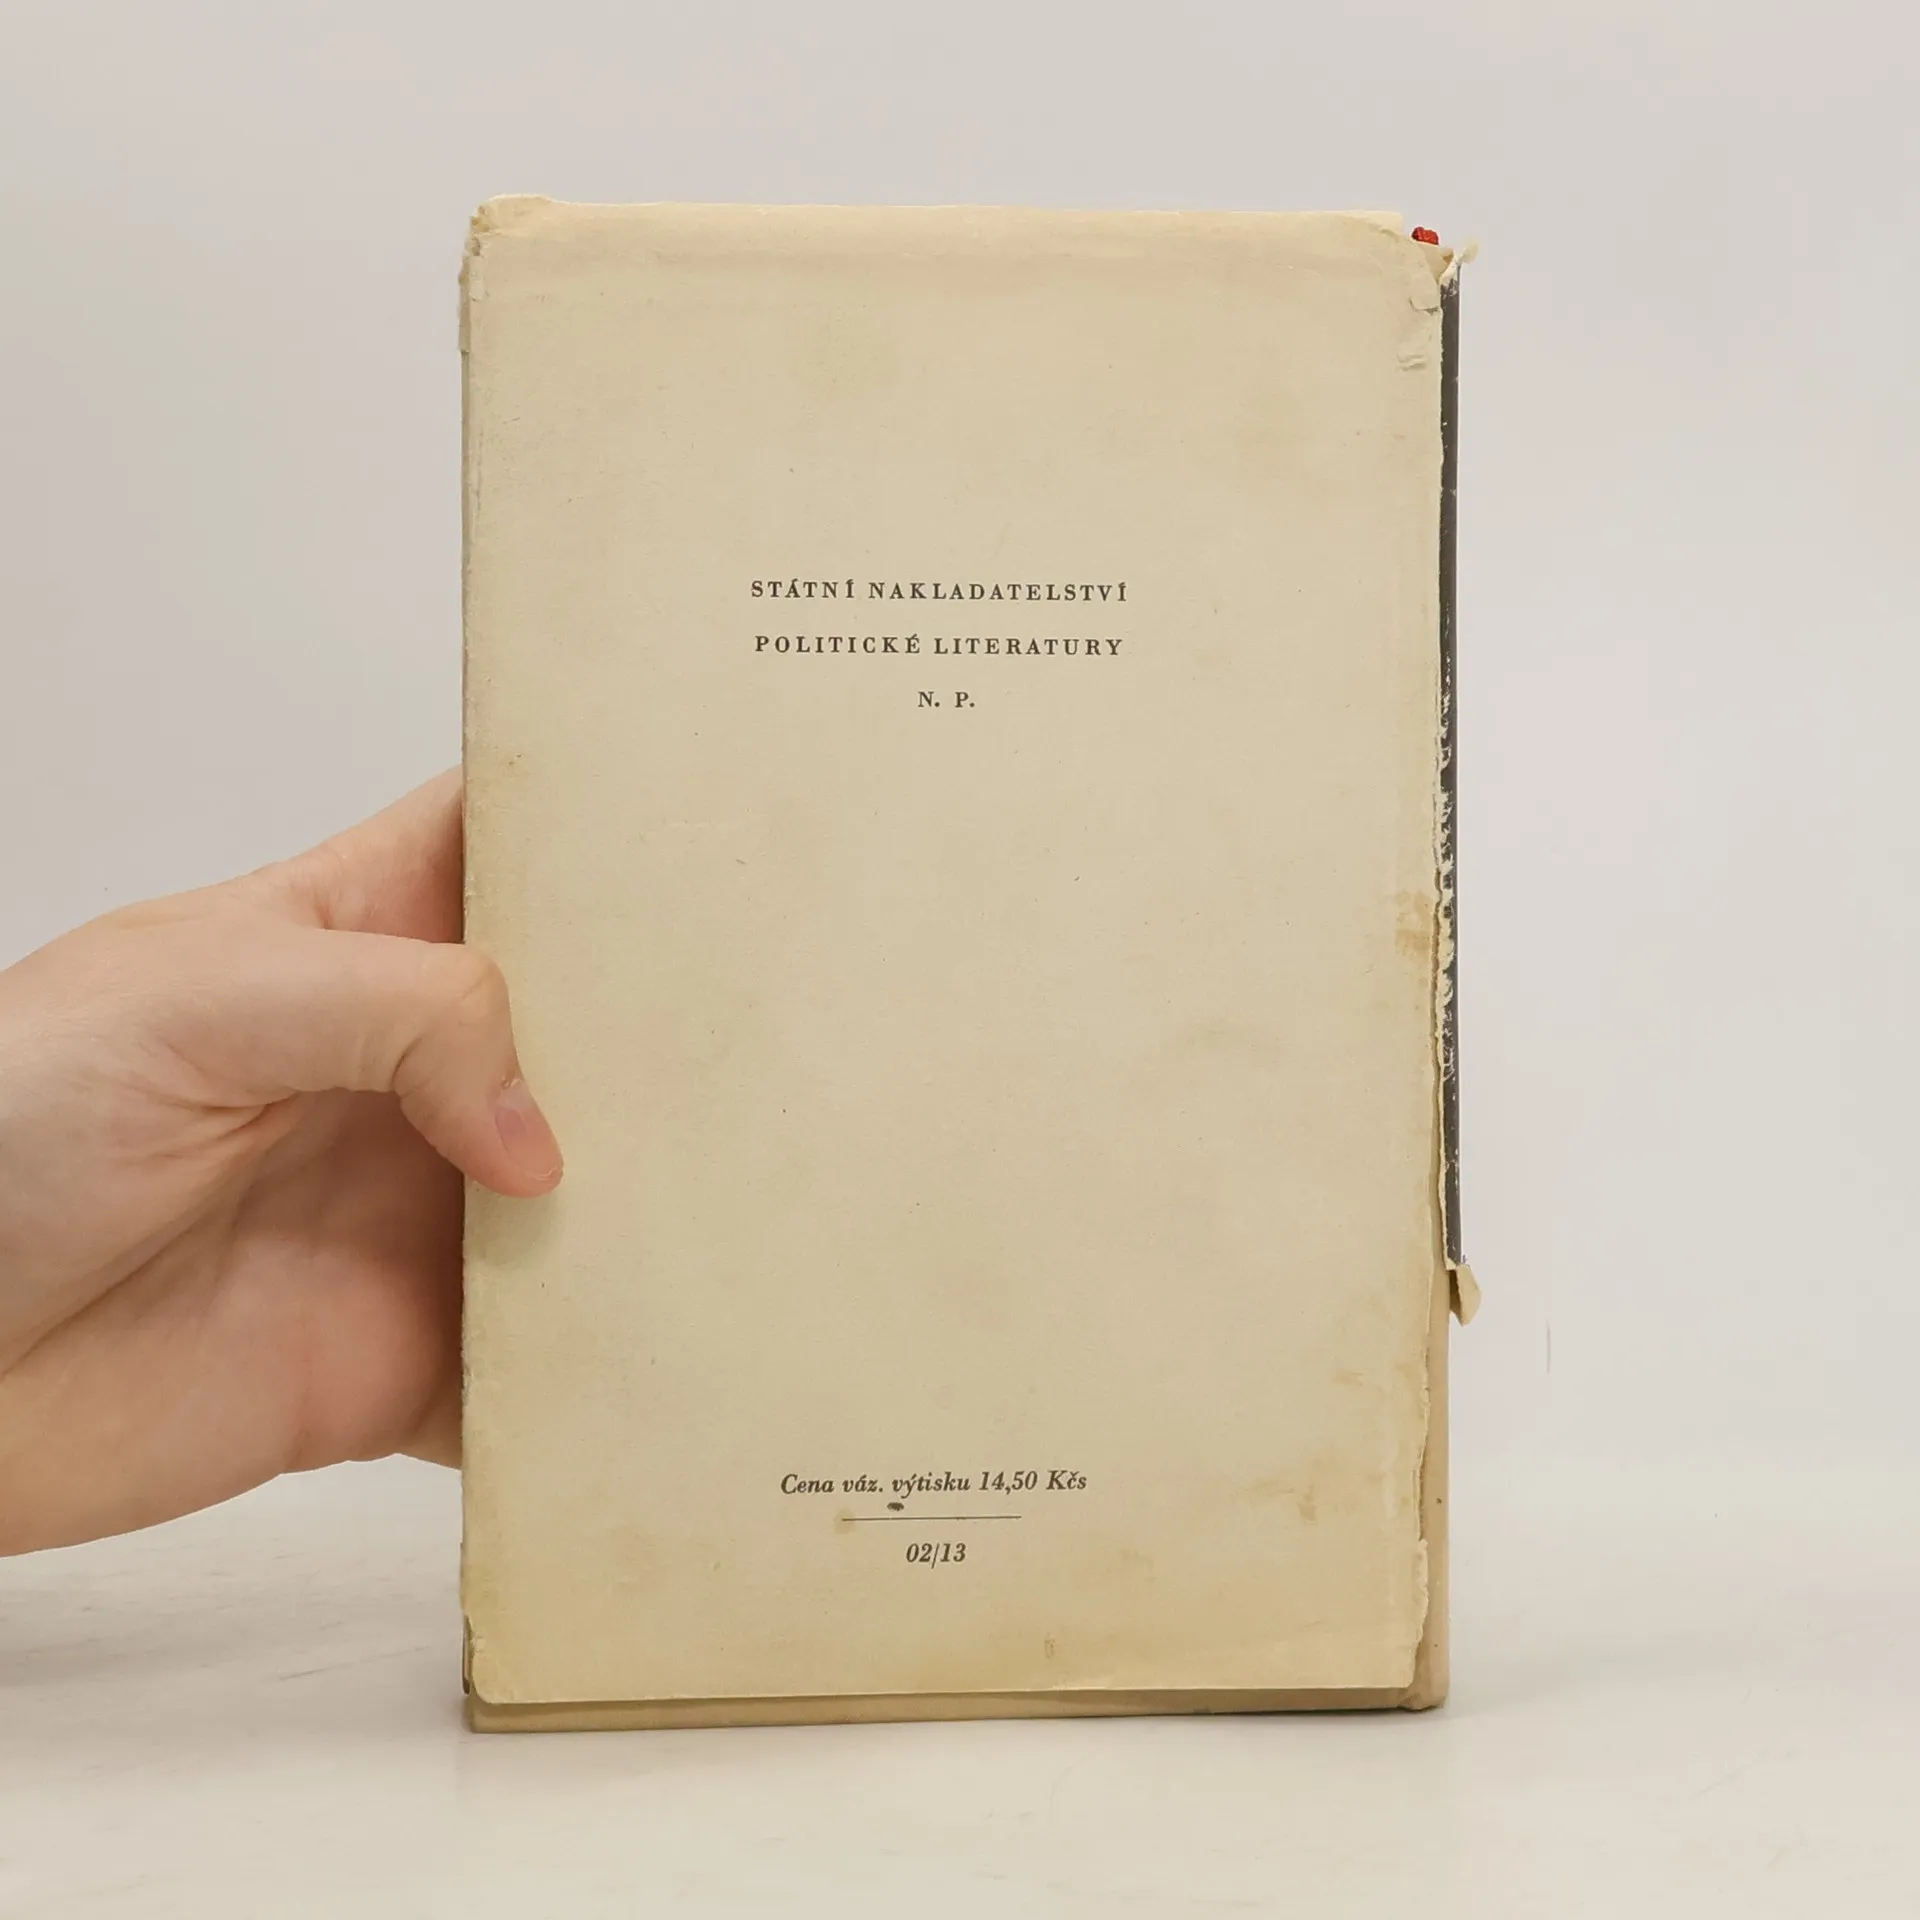 STÁTNÍ NAKLADATELSTVÍ
POLITICKÉ LITERATURY
N. P.
Cena váz. výtisku 14,50 Kčs
02/13